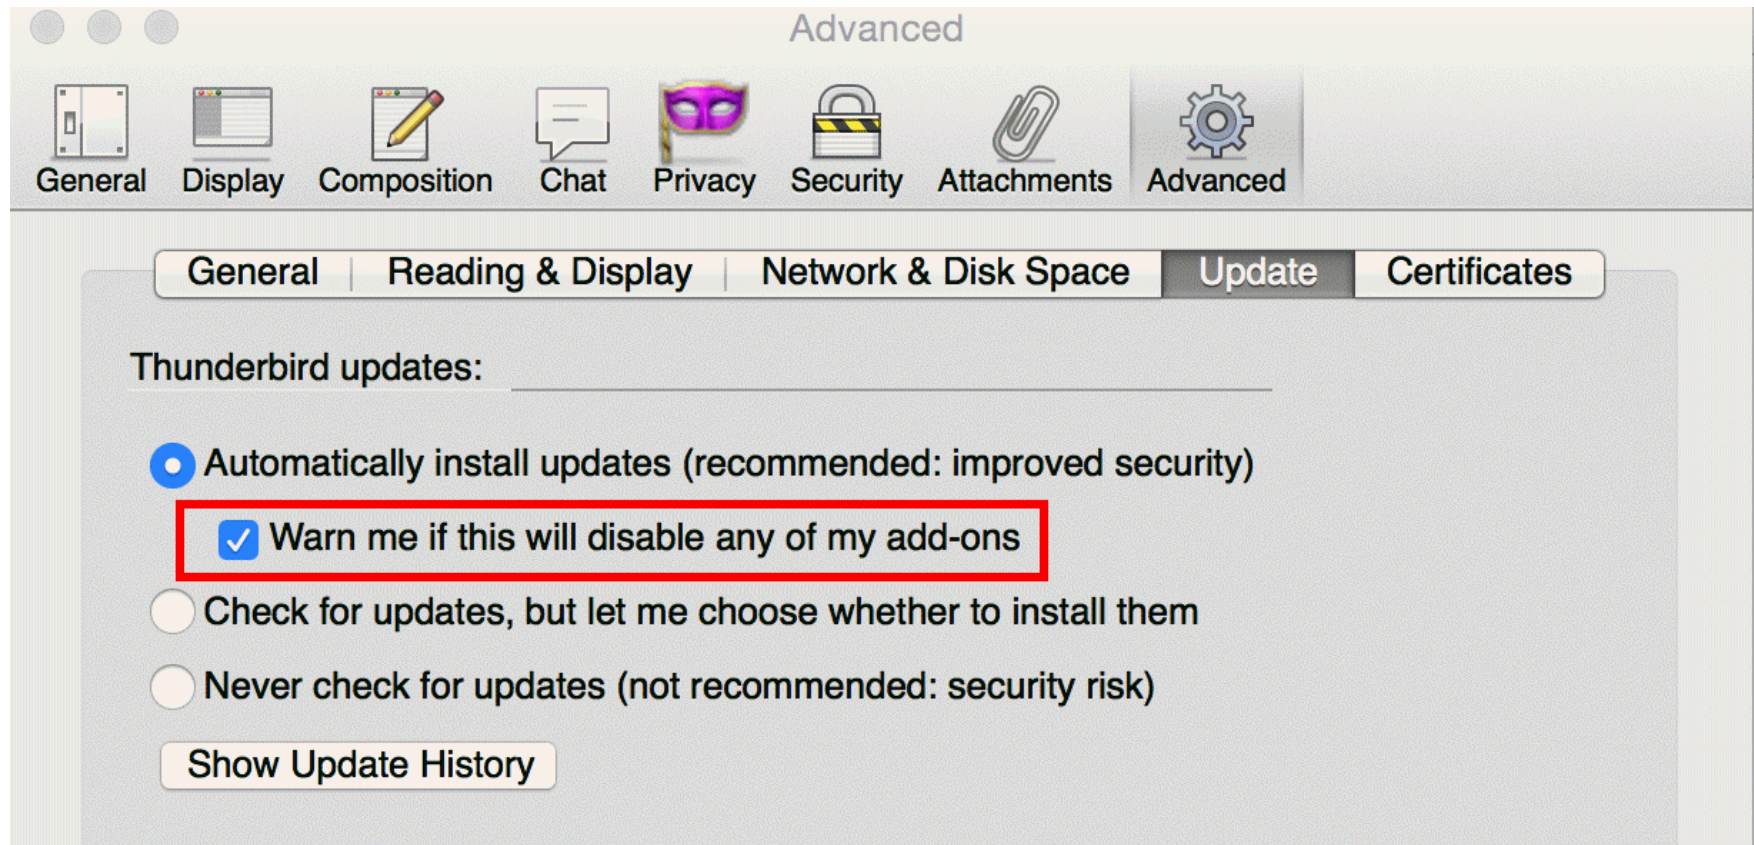 Advanced
General Display Composition Chat Privacy Security Attachments Advanced
General Reading & Display Network & Disk Space Update Certificates
Thunderbird updates:
Automatically install updates (recommended: improved security)
Warn me if this will disable any of my add-ons
Check for updates, but let me choose whether to install them
Never check for updates (not recommended: security risk)
Show Update History